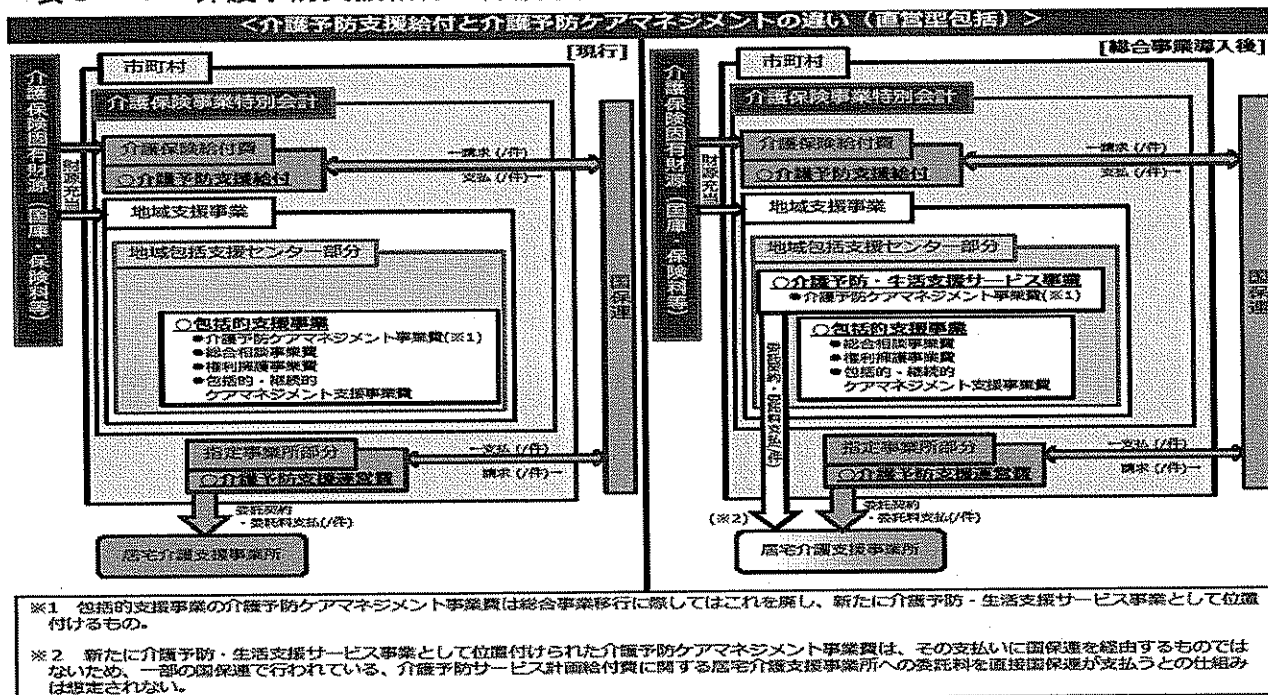 <介護予防支援給付と介護予防ケアマネジメントの違い（直営型包括）>
[現行]
市町村
介護保険事業特別会計
介護保険固有財源（国庫・保険料等）
財源充当
介護保険給付費
○介護予防支援給付
←請求(/件)
支払(/件)→
地域支援事業
地域包括支援センター部分
○包括的支援事業
●介護予防ケアマネジメント事業費(※1)
●総合相談事業費
●権利擁護事業費
●包括的・継続的
ケアマネジメント支援事業費
国保連
指定事業所部分
○介護予防支援運営費
←支払(/件)
請求(/件)→
委託契約
・委託料支払(/件)
居宅介護支援事業所
[総合事業導入後]
市町村
介護保険事業特別会計
介護保険固有財源（国庫・保険料等）
財源充当
介護保険給付費
○介護予防支援給付
←請求(/件)
支払(/件)→
地域支援事業
地域包括支援センター部分
○介護予防・生活支援サービス事業
●介護予防ケアマネジメント事業費(※1)
○包括的支援事業
●総合相談事業費
●権利擁護事業費
●包括的・継続的
ケアマネジメント支援事業費
委託契約・委託料支払(/件)
国保連
指定事業所部分
○介護予防支援運営費
←支払(/件)
請求(/件)→
(※2)
委託契約
・委託料支払(/件)
居宅介護支援事業所
※1　包括的支援事業の介護予防ケアマネジメント事業費は総合事業移行に際してはこれを廃し、新たに介護予防・生活支援サービス事業として位置
付けるもの。
※2　新たに介護予防・生活支援サービス事業として位置付けられた介護予防ケアマネジメント事業費は、その支払いに国保連を経由するものでは
ないため、一部の国保連で行われている、介護予防サービス計画給付費に関する居宅介護支援事業所への委託料を直接国保連が支払うとの仕組み
は想定されない。